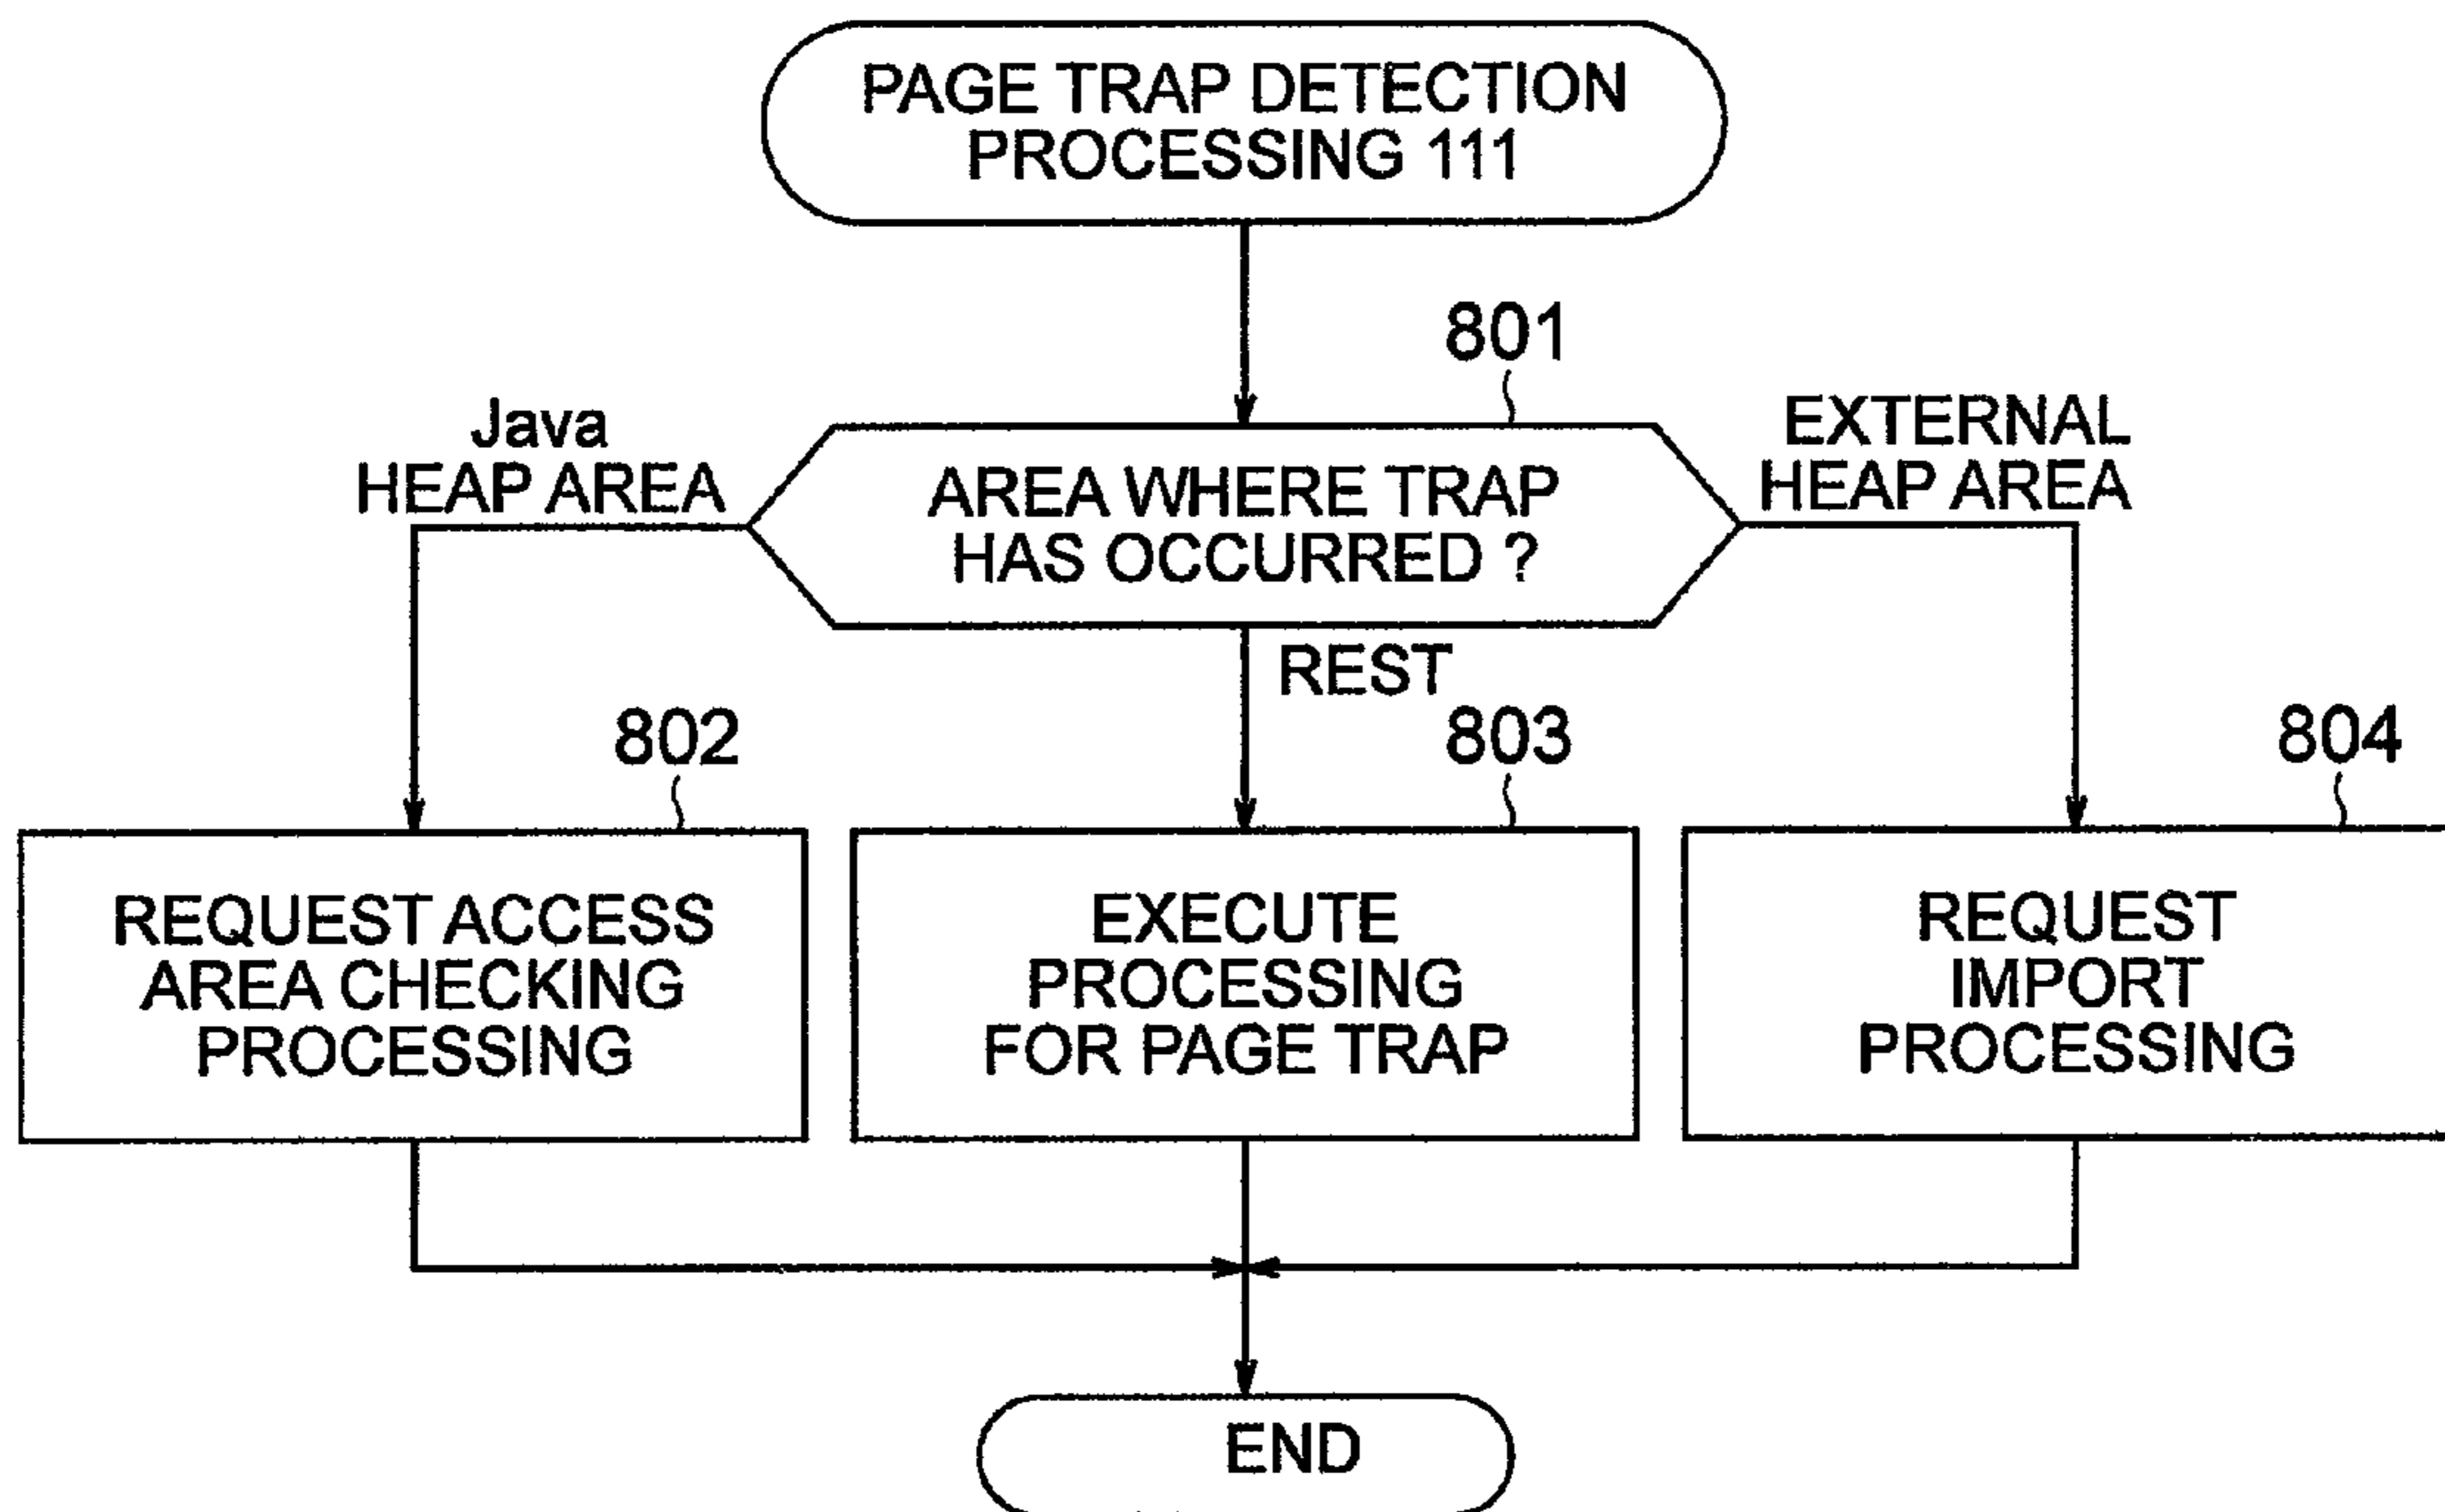 PAGE TRAP DETECTION
PROCESSING 111
801
Java
HEAP AREA
EXTERNAL
HEAP AREA
AREA WHERE TRAP
HAS OCCURRED ?
REST
802
803
804
REQUEST ACCESS
AREA CHECKING
PROCESSING
EXECUTE
PROCESSING
FOR PAGE TRAP
REQUEST
IMPORT
PROCESSING
END